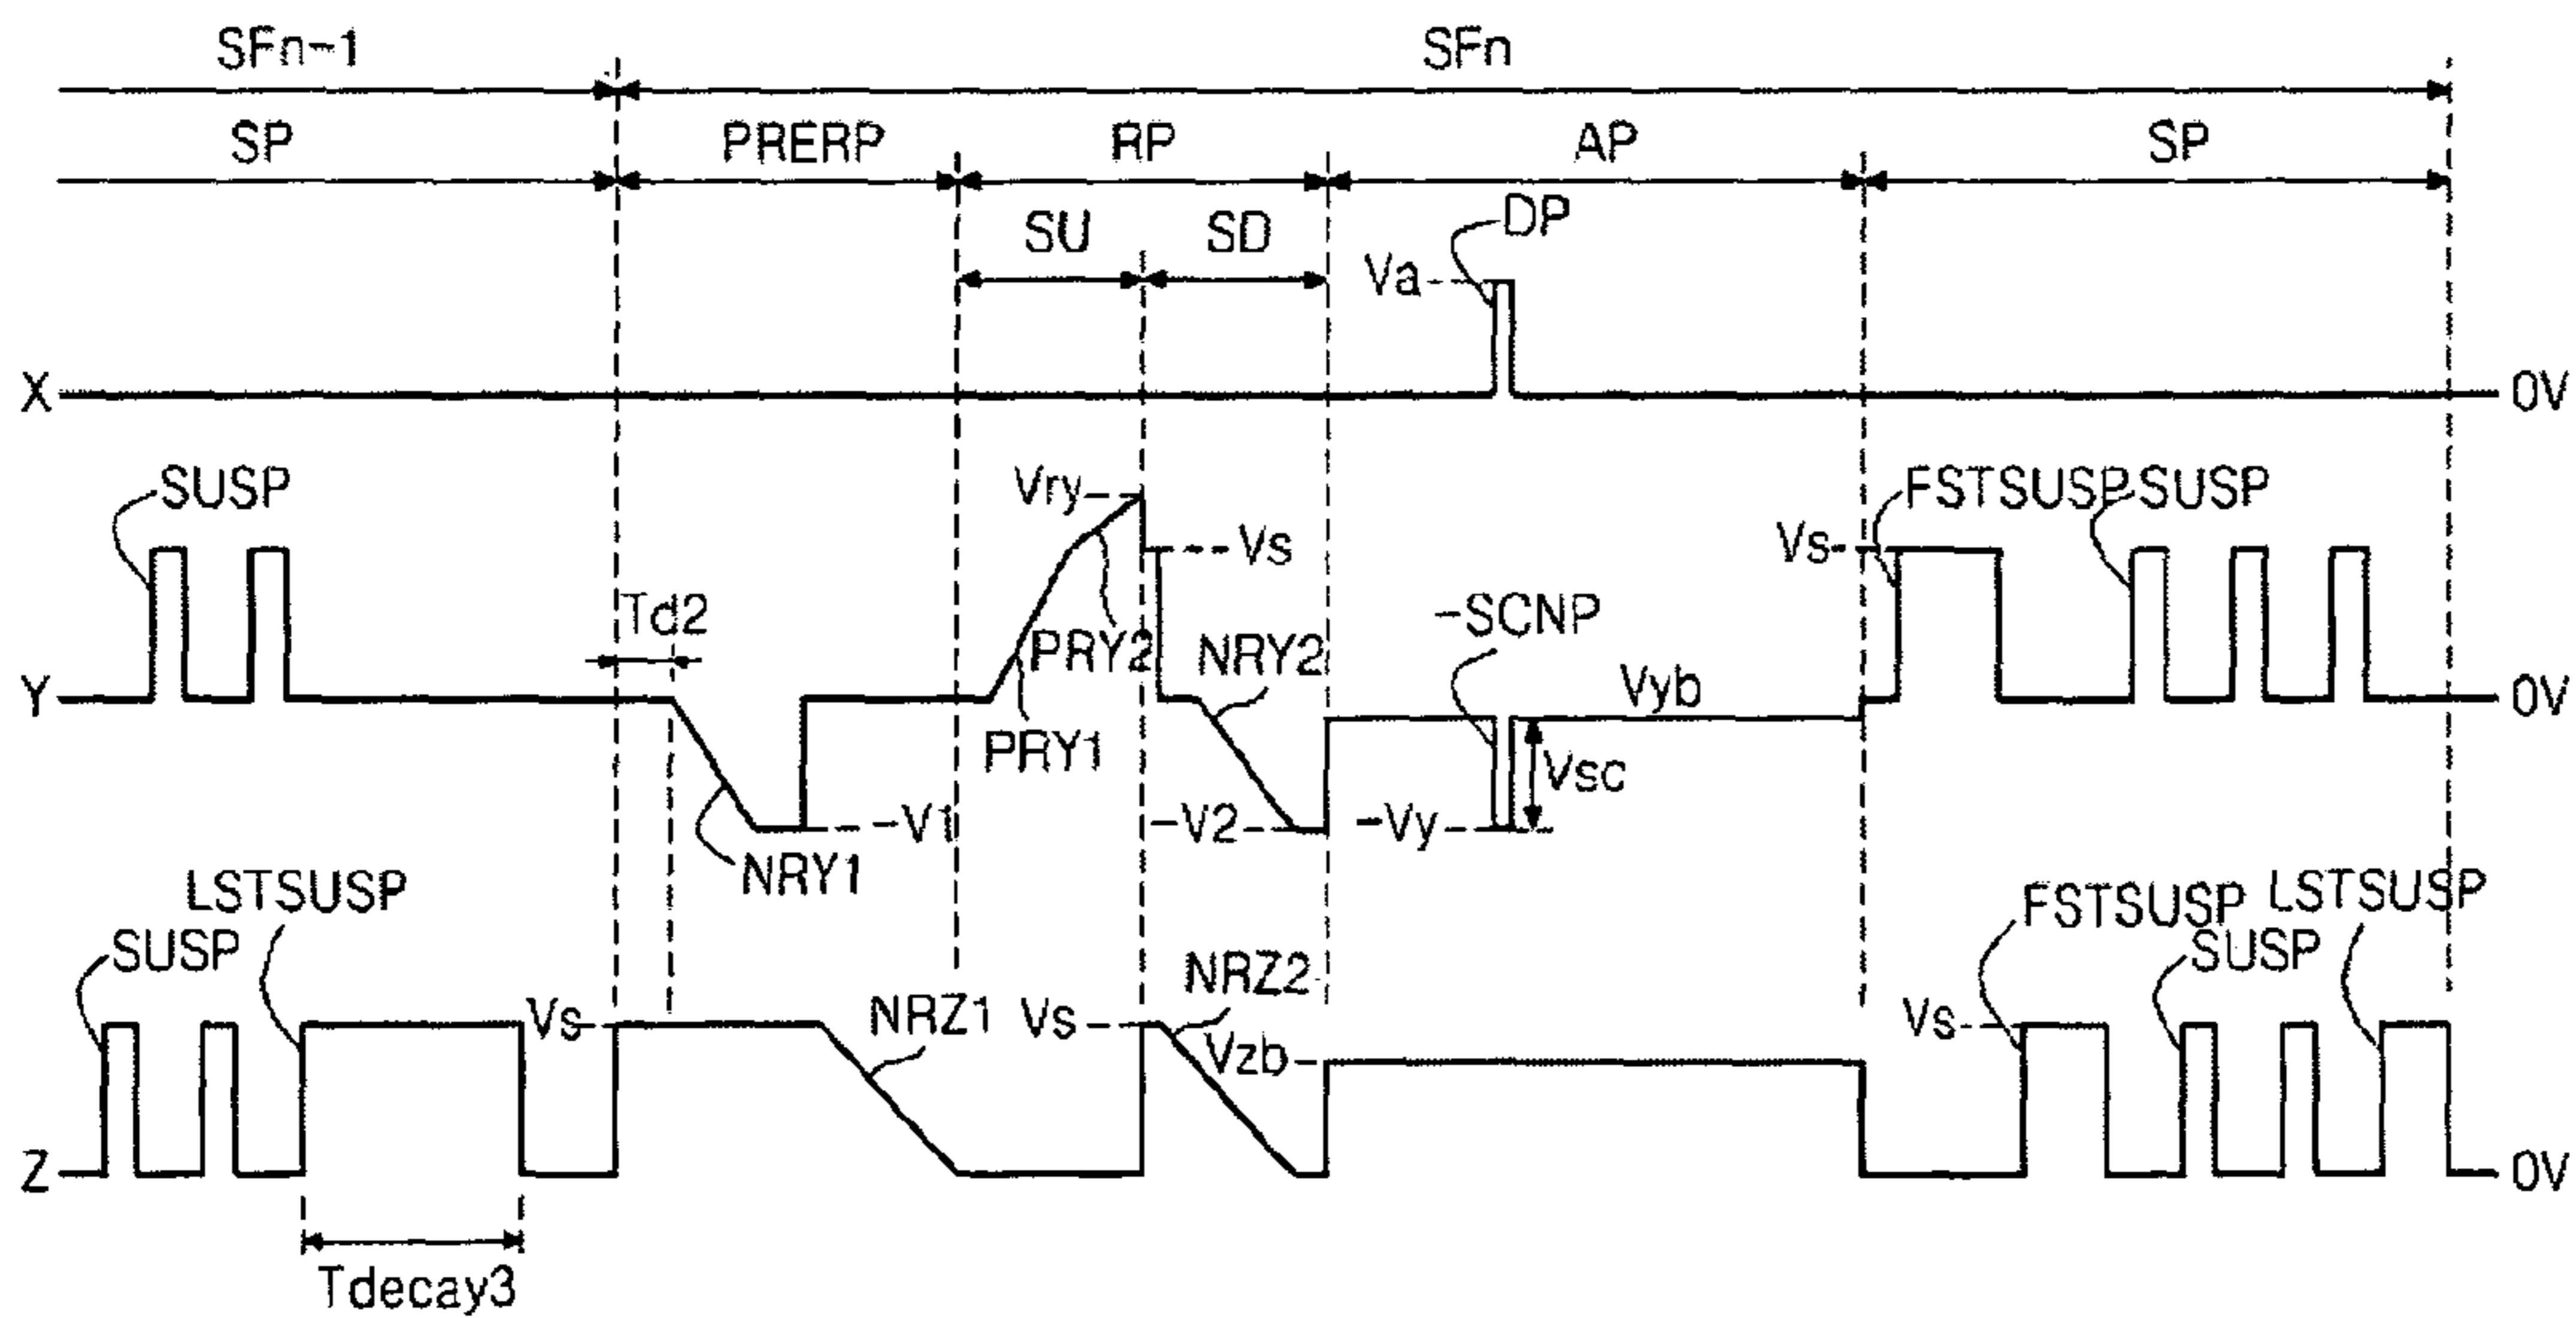 SFn-1 SFn
SP PRERP RP AP SP
SU SD DP
Va
X 0V
SUSP Vry Vs Vs FSTSUSP SUSP
Td2 PRY2 NRY2 -SCNP Vyb
Y 0V
PRY1 Vsc
-V1 -V2 -Vy
NRY1
LSTSUSP FSTSUSP LSTSUSP
SUSP NRZ2 SUSP
Vs NRZ1 Vs Vzb Vs
Z 0V
Tdecay3